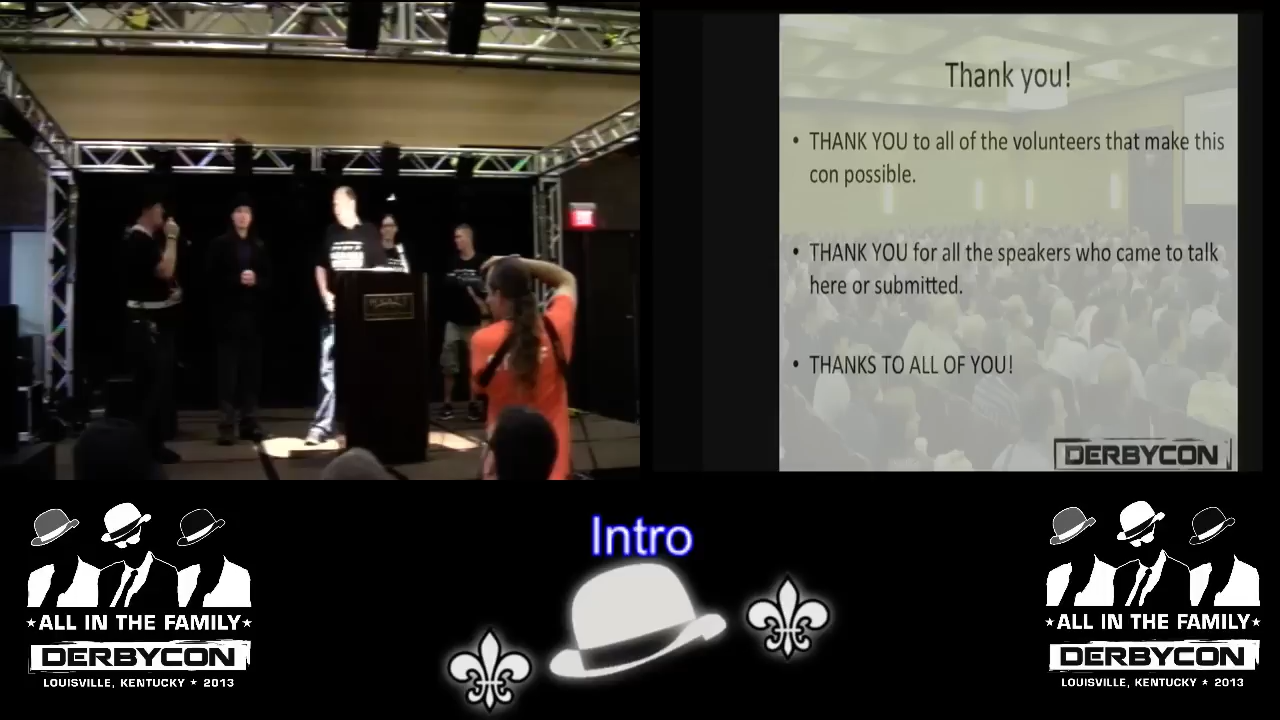 Thank you!
• THANK YOU to all of the volunteers that make this
con possible.
• THANK YOU for all the speakers who came to talk
here or submitted.
• THANKS TO ALL OF YOU!
DERBYCON
HYATT
Intro
★ALL IN THE FAMILY★
DERBYCON
LOUISVILLE, KENTUCKY ★ 2013
★ALL IN THE FAMILY★
DERBYCON
LOUISVILLE, KENTUCKY ★ 2013